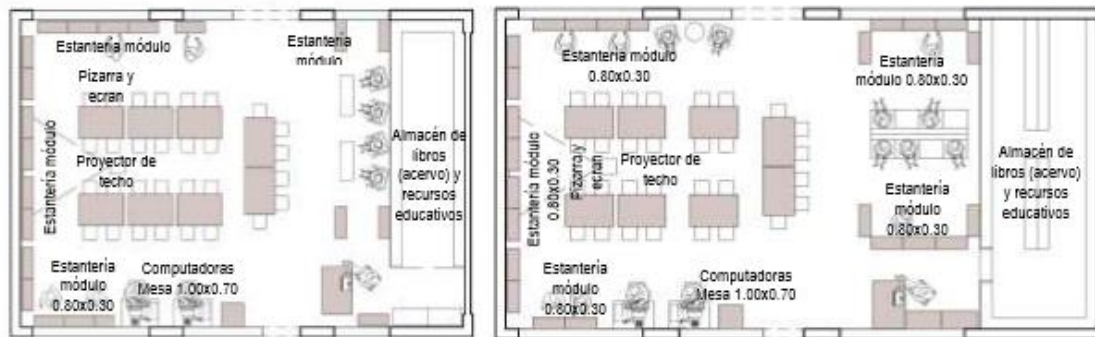 Estantería módulo
Estantería
módulo
Pizarra y
ecran
Estantería módulo
Proyector de
techo
Almacén de
libros (acervo) y
recursos
educativos
Estantería
módulo
0.80x0.30
Computadoras
Mesa 1.00x0.70
Estantería módulo
0.80x0.30
Estantería
módulo 0.80x0.30
Estantería módulo
0.80x0.30
Pizarra y
ecran
Proyector de
techo
Almacén de
libros (acervo)
y recursos
educativos
Estantería
módulo
0.80x0.30
Estantería
módulo
0.80x0.30
Computadoras
Mesa 1.00x0.70